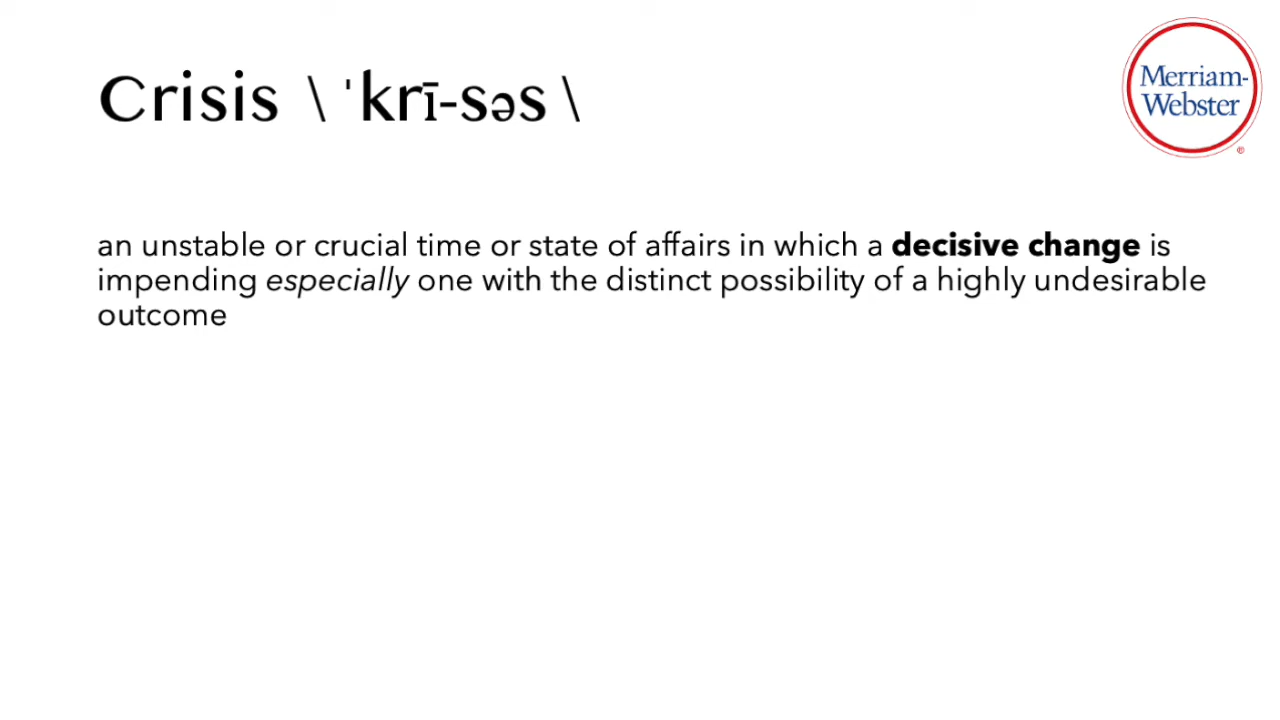 Crisis \ ˈkrī-səs \
Merriam-
Webster
®
an unstable or crucial time or state of affairs in which a decisive change is
impending especially one with the distinct possibility of a highly undesirable
outcome